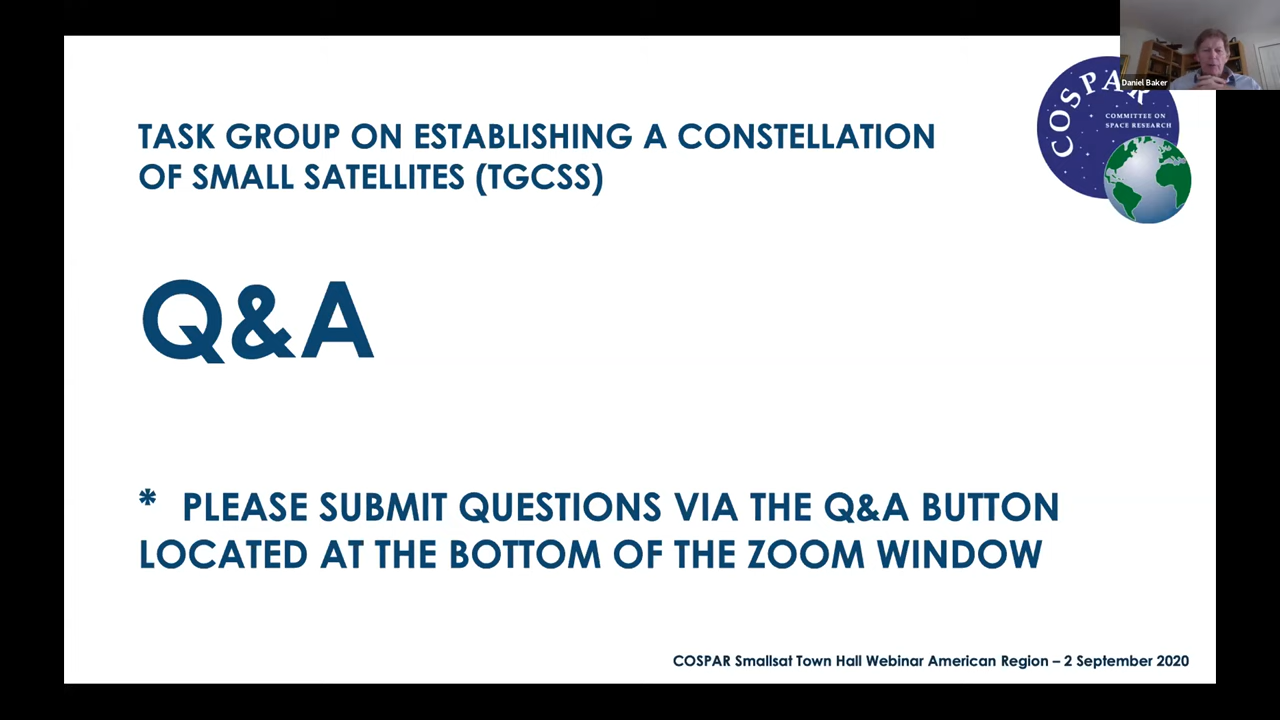 Daniel Baker
COSPAR
COMMITTEE ON
SPACE RESEARCH
TASK GROUP ON ESTABLISHING A CONSTELLATION
OF SMALL SATELLITES (TGCSS)
Q&A
* PLEASE SUBMIT QUESTIONS VIA THE Q&A BUTTON
LOCATED AT THE BOTTOM OF THE ZOOM WINDOW
COSPAR Smallsat Town Hall Webinar American Region – 2 September 2020